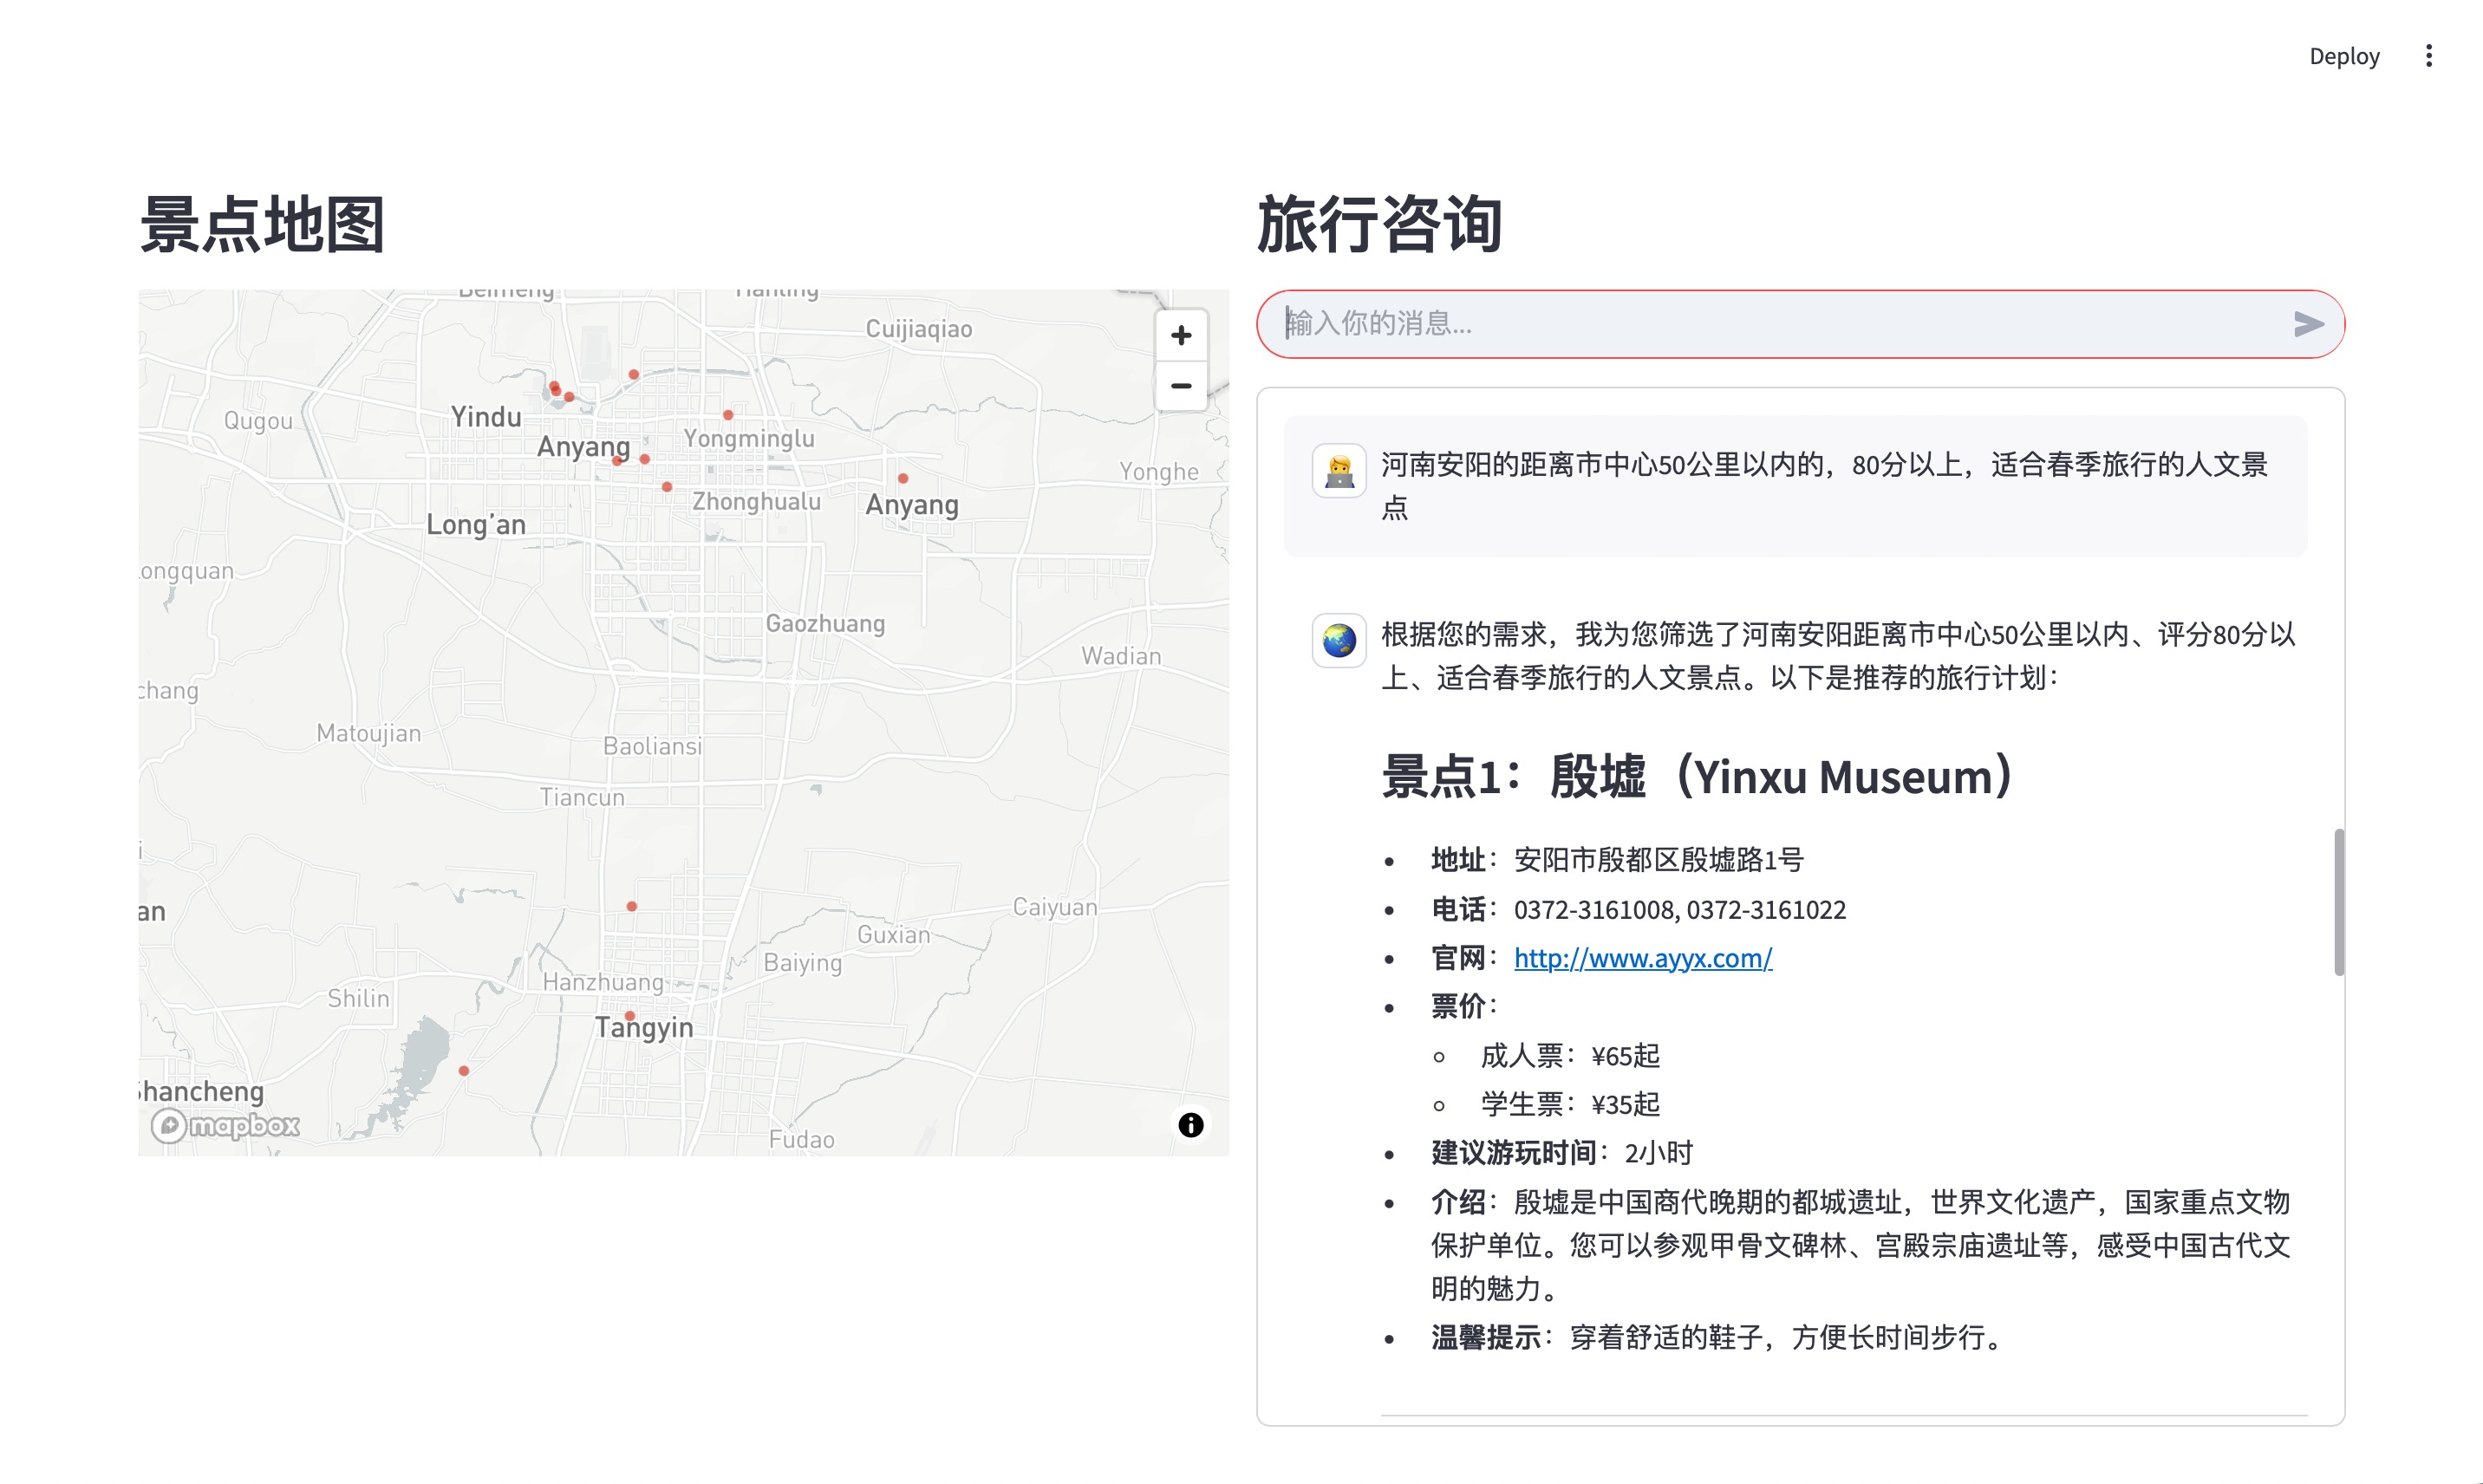 Deploy
景点地图
旅行咨询
Cuijiaqiao
Qugou
Yindu
Anyang
Yongminglu
Yonghe
Zhonghualu
Anyang
Long'an
ongquan
Gaozhuang
Wadian
chang
Matoujian
Baoliansi
Tiancun
an
Caiyuan
Guxian
Baiying
Hanzhuang
Shilin
Tangyin
hancheng
mapbox
Fudao
输入你的消息...
河南安阳的距离市中心50公里以内的，80分以上，适合春季旅行的人文景
点
根据您的需求，我为您筛选了河南安阳距离市中心50公里以内、评分80分以
上、适合春季旅行的人文景点。以下是推荐的旅行计划：
景点1：殷墟（Yinxu Museum）
地址：安阳市殷都区殷墟路1号
电话：0372-3161008, 0372-3161022
官网：http://www.ayyx.com/
票价：
成人票：¥65起
学生票：¥35起
建议游玩时间：2小时
介绍：殷墟是中国商代晚期的都城遗址，世界文化遗产，国家重点文物
保护单位。您可以参观甲骨文碑林、宫殿宗庙遗址等，感受中国古代文
明的魅力。
温馨提示：穿着舒适的鞋子，方便长时间步行。